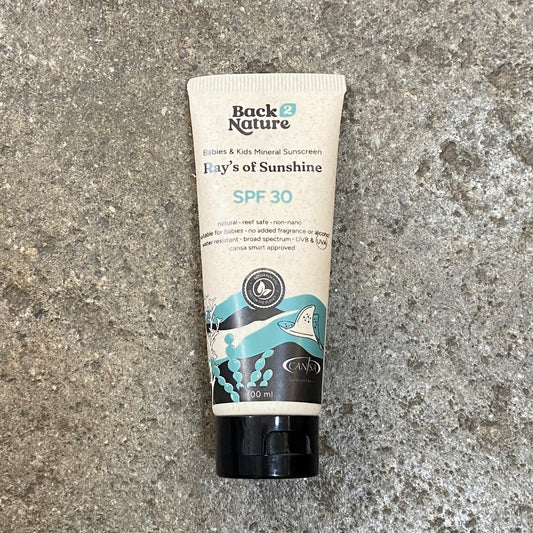 Back 2
Nature
Babies & Kids Mineral Sunscreen
Ray's of Sunshine
SPF 30
natural - reef safe - non-nano
suitable for babies - no added fragrance or alcohol
water resistant - broad spectrum - UVB & UVA
cansa smart approved
CANSA
100 ml